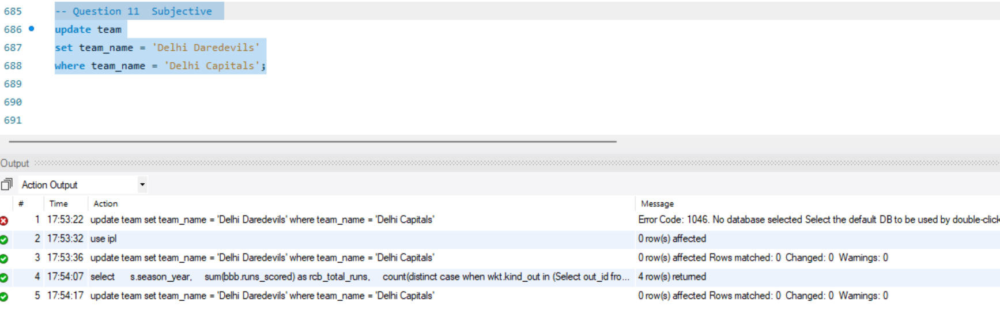 685 -- Question 11  Subjective
686 update team
687 set team_name = 'Delhi Daredevils'
688 where team_name = 'Delhi Capitals';
689
690
691
Output
Action Output
# Time Action Message
1 17:53:22 update team set team_name = 'Delhi Daredevils' where team_name = 'Delhi Capitals' Error Code: 1046. No database selected Select the default DB to be used by double-click
2 17:53:32 use ipl 0 row(s) affected
3 17:53:36 update team set team_name = 'Delhi Daredevils' where team_name = 'Delhi Capitals' 0 row(s) affected Rows matched: 0  Changed: 0  Warnings: 0
4 17:54:07 select     s.season_year,     sum(bbb.runs_scored) as rcb_total_runs,     count(distinct case when wkt.kind_out in (Select out_id fro... 4 row(s) returned
5 17:54:17 update team set team_name = 'Delhi Daredevils' where team_name = 'Delhi Capitals' 0 row(s) affected Rows matched: 0  Changed: 0  Warnings: 0